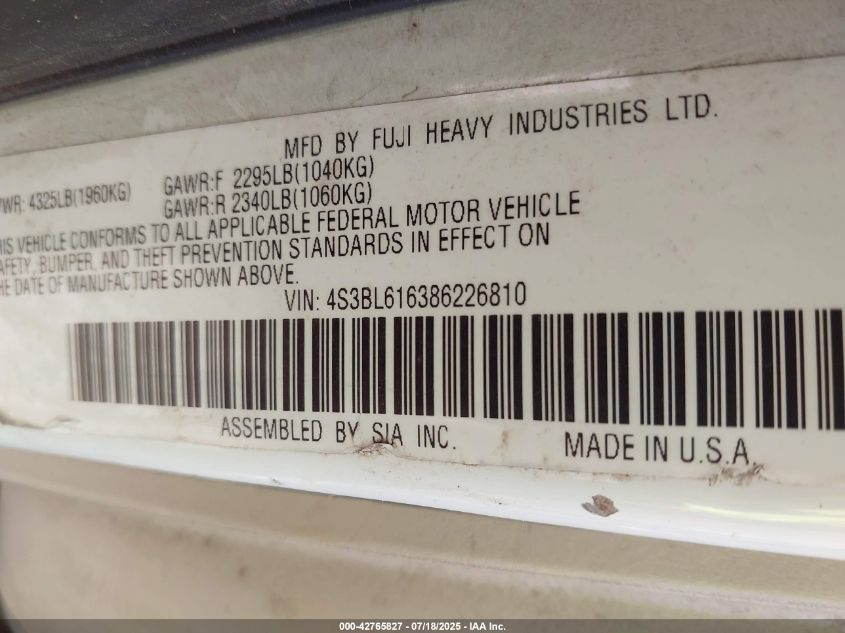 MFD BY FUJI HEAVY INDUSTRIES LTD.
WR: 4325LB(1960KG) GAWR:F 2295LB(1040KG)
GAWR:R 2340LB(1060KG)
IS VEHICLE CONFORMS TO ALL APPLICABLE FEDERAL MOTOR VEHICLE
AFETY, BUMPER, AND THEFT PREVENTION STANDARDS IN EFFECT ON
HE DATE OF MANUFACTURE SHOWN ABOVE.
VIN: 4S3BL616386226810
ASSEMBLED BY SIA INC. MADE IN U.S.A
000-42765827 - 07/18/2025 - IAA Inc.